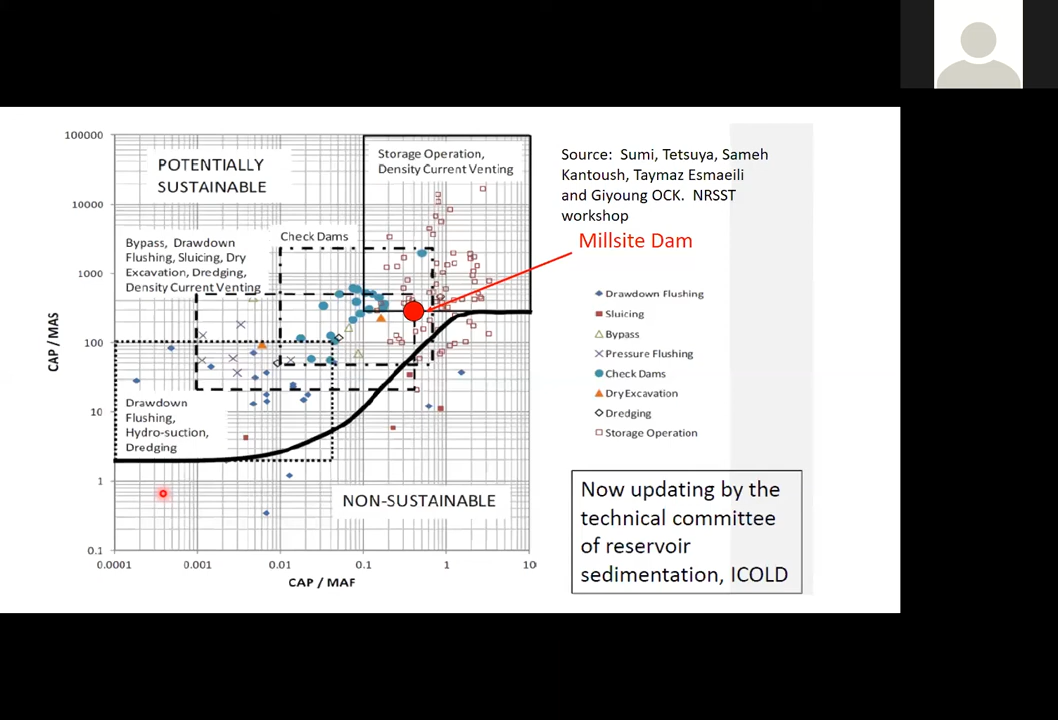 100000
10000
1000
100
10
1
0.1
0.0001
0.001
0.01
0.1
1
10
CAP / MAS
CAP / MAF
POTENTIALLY
SUSTAINABLE
Storage Operation,
Density Current Venting
Check Dams
Bypass, Drawdown
Flushing, Sluicing, Dry
Excavation, Dredging,
Density Current Venting
Drawdown
Flushing,
Hydro-suction,
Dredging
NON-SUSTAINABLE
Source: Sumi, Tetsuya, Sameh
Kantoush, Taymaz Esmaeili
and Giyoung OCK. NRSST
workshop
Millsite Dam
Drawdown Flushing
Sluicing
Bypass
Pressure Flushing
Check Dams
Dry Excavation
Dredging
Storage Operation
Now updating by the
technical committee
of reservoir
sedimentation, ICOLD